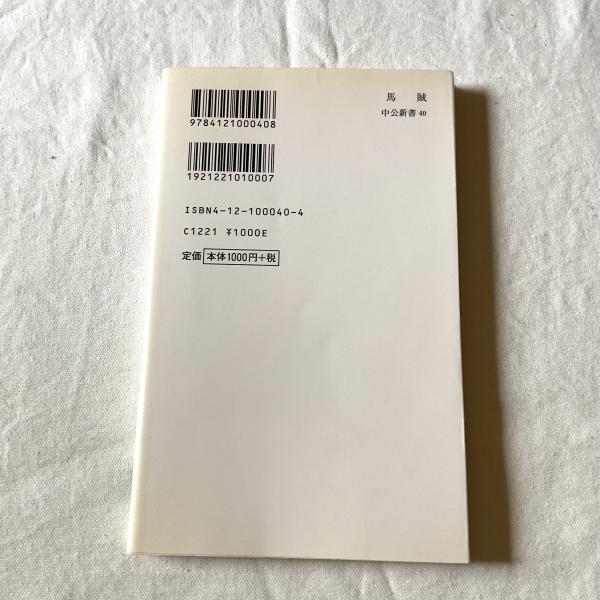 9784121000408
1921221010007
ISBN4-12-100040-4
C1221 ¥1000E
定価 本体1000円+税
馬 賊
中公新書 40